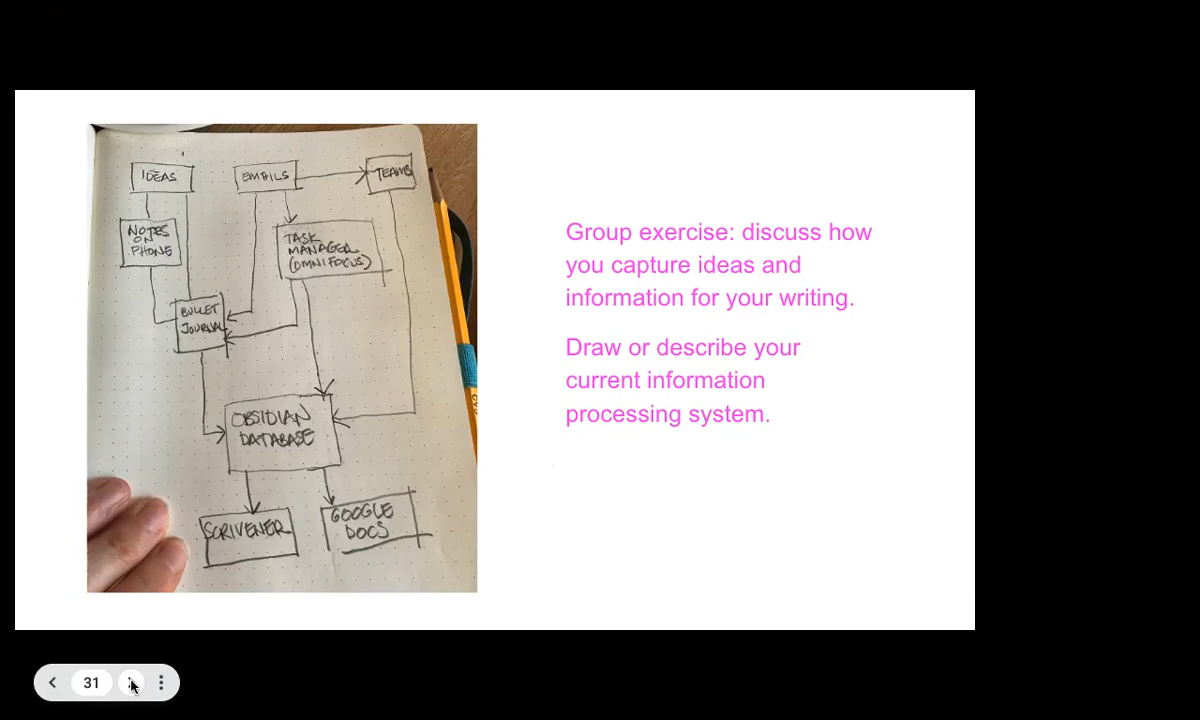 IDEAS
EMAILS
TEAMS
NOTES
ON
PHONE
TASK
MANAGER
(OMNIFOCUS)
BULLET
JOURNAL
OBSIDIAN
DATABASE
SCRIVENER
GOOGLE
DOCS
Group exercise: discuss how
you capture ideas and
information for your writing.
Draw or describe your
current information
processing system.
31